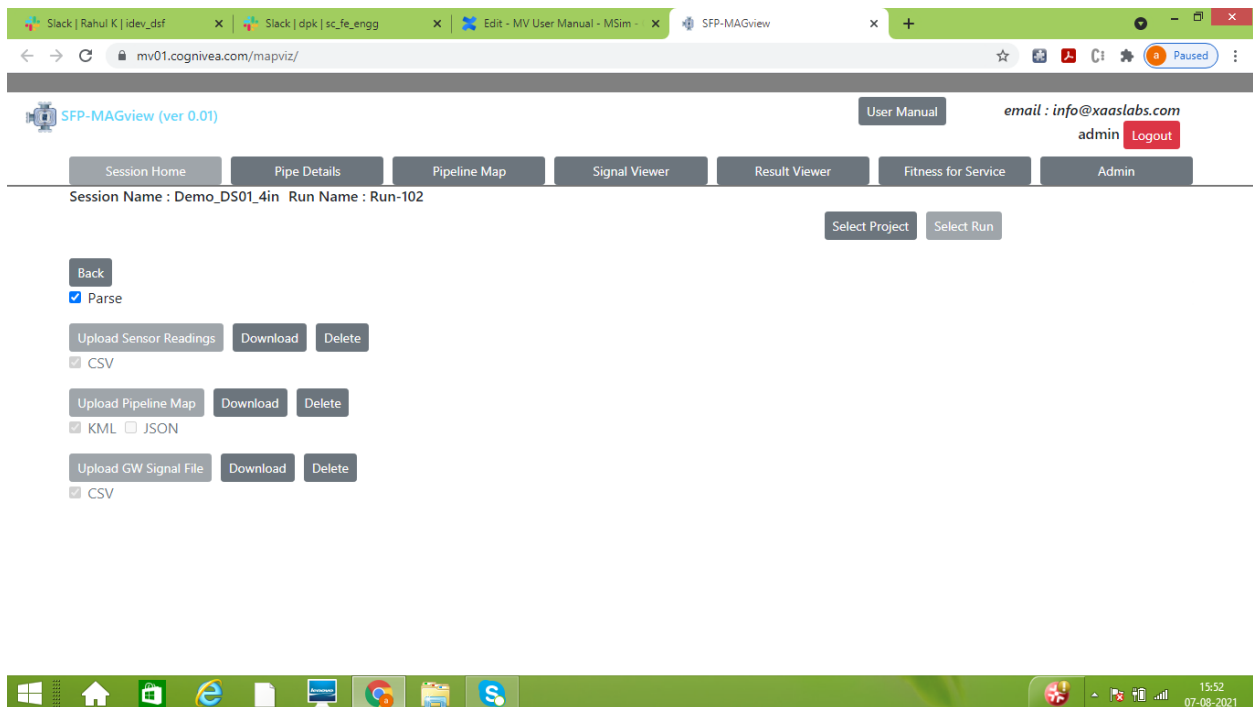 Slack | Rahul K | idev_dsf
Slack | dpk | sc_fe_engg
Edit - MV User Manual - MSim -
SFP-MAGview
mv01.cognivea.com/mapviz/
a Paused
SFP-MAGview (ver 0.01)
User Manual
email : info@xaaslabs.com
admin Logout
Session Home Pipe Details Pipeline Map Signal Viewer Result Viewer Fitness for Service Admin
Session Name : Demo_DS01_4in Run Name : Run-102
Select Project Select Run
Back
Parse
Upload Sensor Readings Download Delete
CSV
Upload Pipeline Map Download Delete
KML JSON
Upload GW Signal File Download Delete
CSV
15:52
07-08-2021